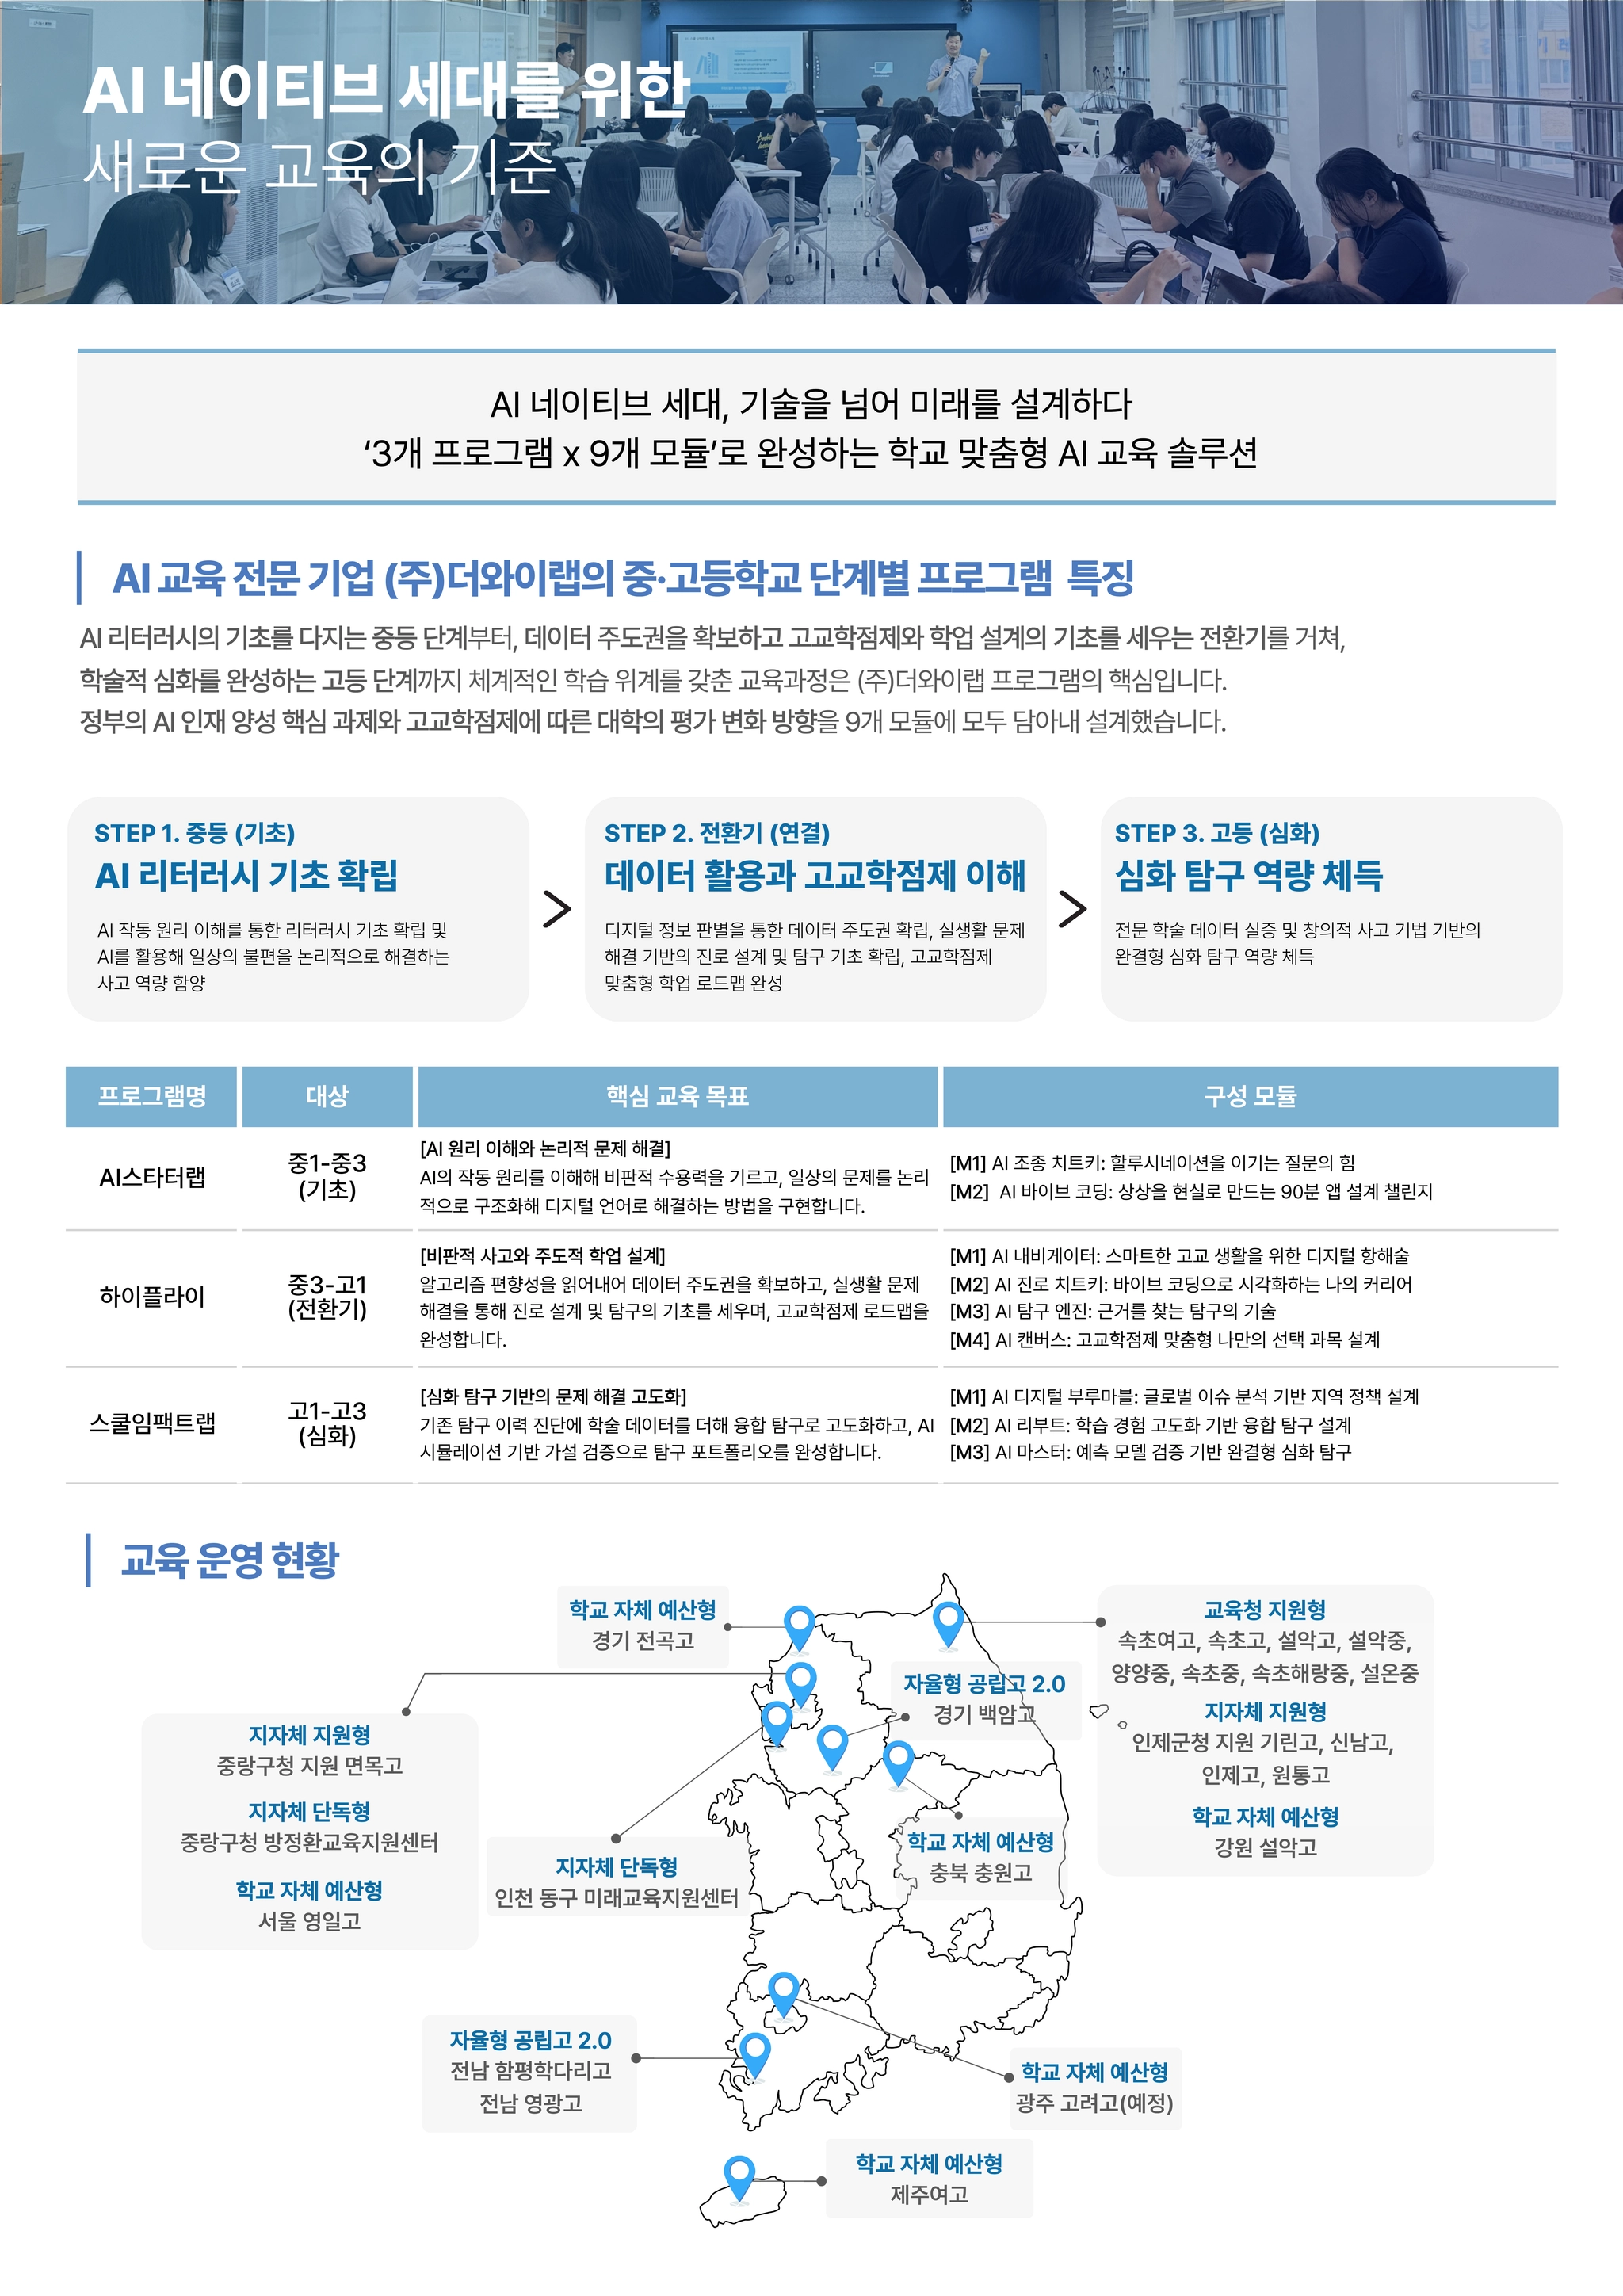 AI 네이티브 세대를 위한
새로운 교육의 기준
AI 네이티브 세대, 기술을 넘어 미래를 설계하다
‘3개 프로그램 x 9개 모듈’로 완성하는 학교 맞춤형 AI 교육 솔루션
AI 교육 전문 기업 (주)더와이랩의 중·고등학교 단계별 프로그램 특징
AI 리터러시의 기초를 다지는 중등 단계부터, 데이터 주도권을 확보하고 고교학점제와 학업 설계의 기초를 세우는 전환기를 거쳐,
학술적 심화를 완성하는 고등 단계까지 체계적인 학습 위계를 갖춘 교육과정은 (주)더와이랩 프로그램의 핵심입니다.
정부의 AI 인재 양성 핵심 과제와 고교학점제에 따른 대학의 평가 변화 방향을 9개 모듈에 모두 담아내 설계했습니다.
STEP 1. 중등 (기초)
AI 리터러시 기초 확립
AI 작동 원리 이해를 통한 리터러시 기초 확립 및
AI를 활용해 일상의 불편을 논리적으로 해결하는
사고 역량 함양
>
STEP 2. 전환기 (연결)
데이터 활용과 고교학점제 이해
디지털 정보 판별을 통한 데이터 주도권 확립, 실생활 문제
해결 기반의 진로 설계 및 탐구 기초 확립, 고교학점제
맞춤형 학업 로드맵 완성
>
STEP 3. 고등 (심화)
심화 탐구 역량 체득
전문 학술 데이터 실증 및 창의적 사고 기법 기반의
완결형 심화 탐구 역량 체득
프로그램명 대상 핵심 교육 목표 구성 모듈
AI스타터랩
중1-중3
(기초)
[AI 원리 이해와 논리적 문제 해결]
AI의 작동 원리를 이해해 비판적 수용력을 기르고, 일상의 문제를 논리
적으로 구조화해 디지털 언어로 해결하는 방법을 구현합니다.
[M1] AI 조종 치트키: 할루시네이션을 이기는 질문의 힘
[M2] AI 바이브 코딩: 상상을 현실로 만드는 90분 앱 설계 챌린지
하이플라이
중3-고1
(전환기)
[비판적 사고와 주도적 학업 설계]
알고리즘 편향성을 읽어내어 데이터 주도권을 확보하고, 실생활 문제
해결을 통해 진로 설계 및 탐구의 기초를 세우며, 고교학점제 로드맵을
완성합니다.
[M1] AI 내비게이터: 스마트한 고교 생활을 위한 디지털 항해술
[M2] AI 진로 치트키: 바이브 코딩으로 시각화하는 나의 커리어
[M3] AI 탐구 엔진: 근거를 찾는 탐구의 기술
[M4] AI 캔버스: 고교학점제 맞춤형 나만의 선택 과목 설계
스쿨임팩트랩
고1-고3
(심화)
[심화 탐구 기반의 문제 해결 고도화]
기존 탐구 이력 진단에 학술 데이터를 더해 융합 탐구로 고도화하고, AI
시뮬레이션 기반 가설 검증으로 탐구 포트폴리오를 완성합니다.
[M1] AI 디지털 부루마블: 글로벌 이슈 분석 기반 지역 정책 설계
[M2] AI 리부트: 학습 경험 고도화 기반 융합 탐구 설계
[M3] AI 마스터: 예측 모델 검증 기반 완결형 심화 탐구
교육 운영 현황
학교 자체 예산형
경기 전곡고
교육청 지원형
속초여고, 속초고, 설악고, 설악중,
양양중, 속초중, 속초해랑중, 설온중
지자체 지원형
인제군청 지원 기린고, 신남고,
인제고, 원통고
학교 자체 예산형
강원 설악고
자율형 공립고 2.0
경기 백암고
지자체 지원형
중랑구청 지원 면목고
지자체 단독형
중랑구청 방정환교육지원센터
학교 자체 예산형
서울 영일고
지자체 단독형
인천 동구 미래교육지원센터
학교 자체 예산형
충북 충원고
자율형 공립고 2.0
전남 함평학다리고
전남 영광고
학교 자체 예산형
광주 고려고(예정)
학교 자체 예산형
제주여고